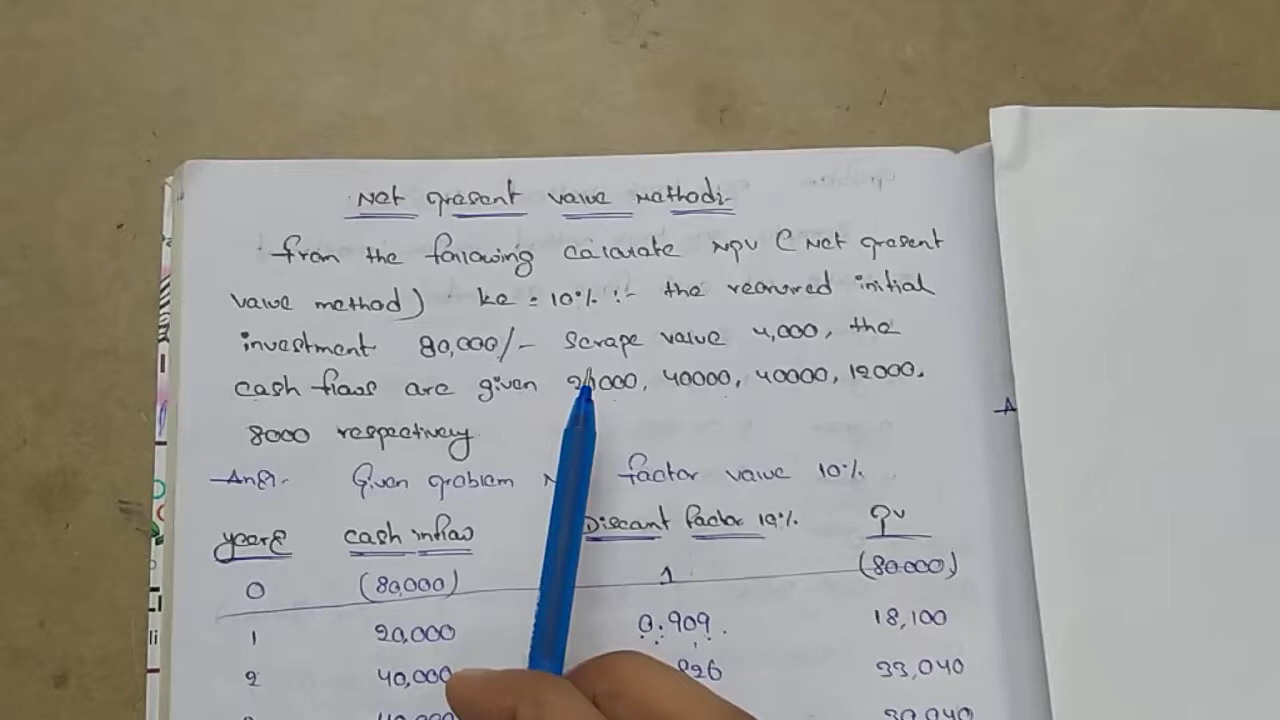 Net present value Method:-
from the following calculate NPV (Net present
value method) ke = 10% :- the required initial
investment 80,000/- Scrape value 4,000, the
cash flows are given 000, 40000, 40000, 12000,
8000 respectively
Ans:- Given problem factor value 10%
years cash inflow Discount factor 10% PV
0 (80,000) 1 (80,000)
1 20,000 0.909 18,100
2 40,000 826 33,040